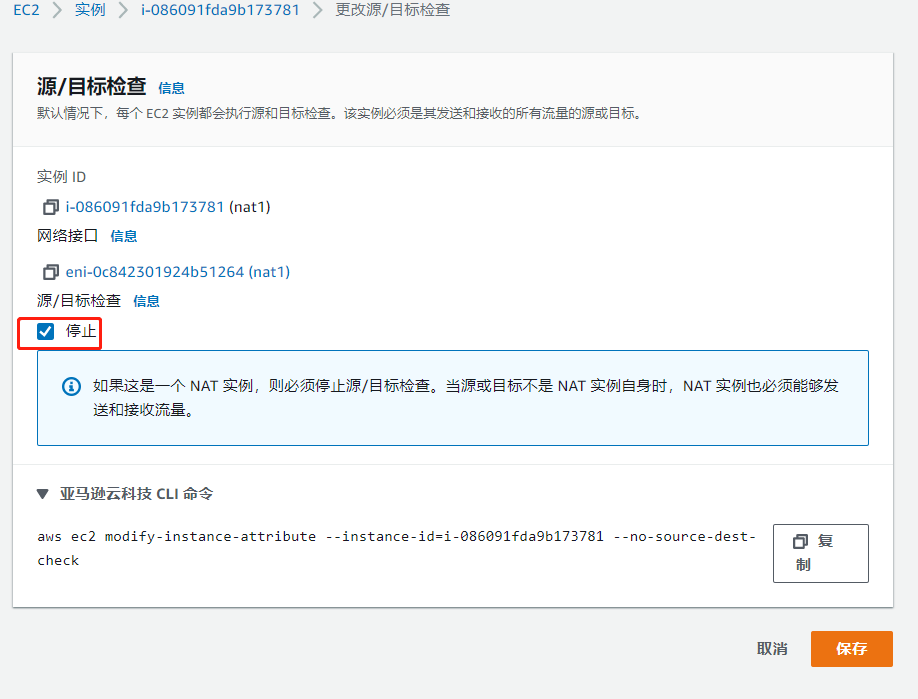 EC2 > 实例 > i-086091fda9b173781 > 更改源/目标检查
源/目标检查 信息
默认情况下，每个 EC2 实例都会执行源和目标检查。该实例必须是其发送和接收的所有流量的源或目标。
实例 ID
i-086091fda9b173781 (nat1)
网络接口 信息
eni-0c842301924b51264 (nat1)
源/目标检查 信息
停止
如果这是一个 NAT 实例，则必须停止源/目标检查。当源或目标不是 NAT 实例自身时，NAT 实例也必须能够发
送和接收流量。
亚马逊云科技 CLI 命令
aws ec2 modify-instance-attribute --instance-id=i-086091fda9b173781 --no-source-dest-
check
复
制
取消 保存